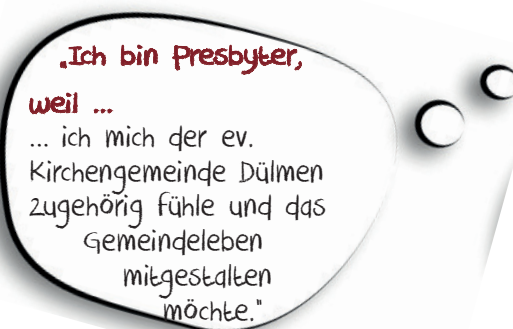 „Ich bin Presbyter,
weil ...
... ich mich der ev.
Kirchengemeinde Dülmen
zugehörig fühle und das
Gemeindeleben
mitgestalten
möchte."